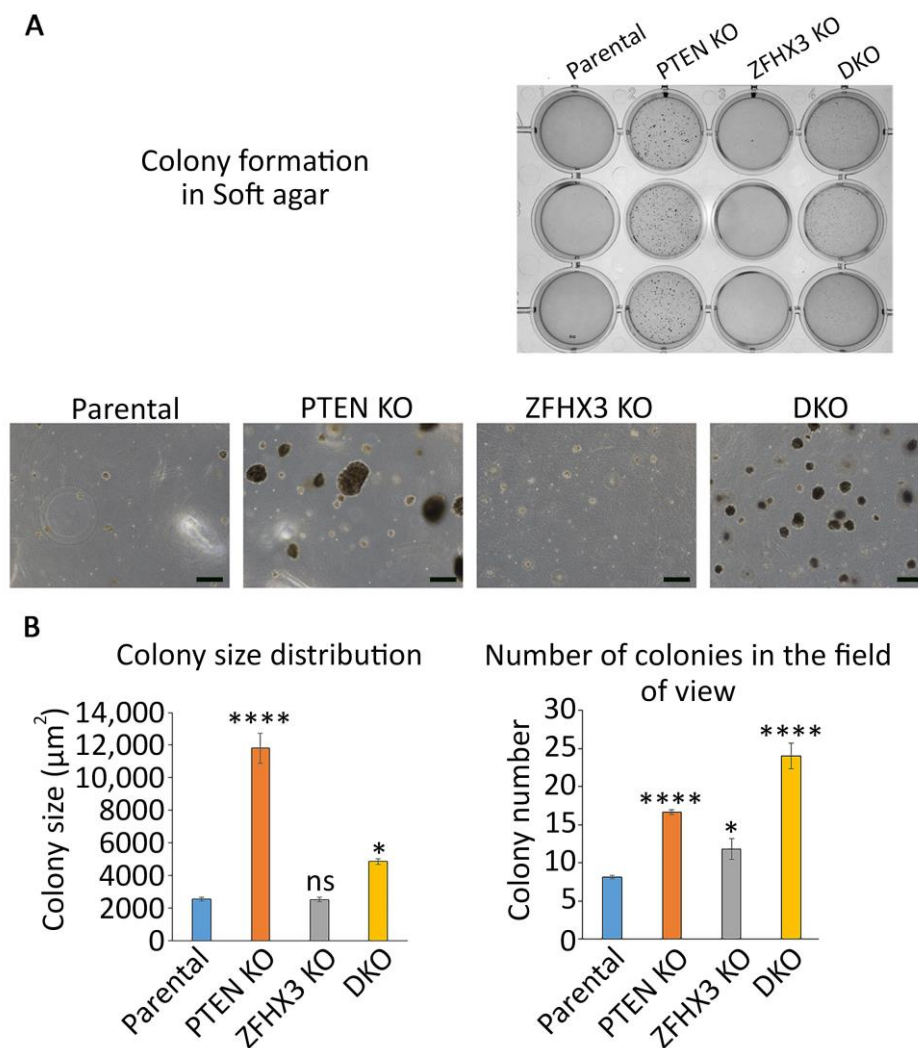 A
Parental
PTEN KO
ZFHX3 KO
DKO
Colony formation
in Soft agar
Parental
PTEN KO
ZFHX3 KO
DKO
B
Colony size distribution
Colony size (µm²)
14,000
12,000
10,000
8000
6000
4000
2000
0
****
ns
*
Parental
PTEN KO
ZFHX3 KO
DKO
Number of colonies in the field
of view
Colony number
30
25
20
15
10
5
0
****
*
****
Parental
PTEN KO
ZFHX3 KO
DKO